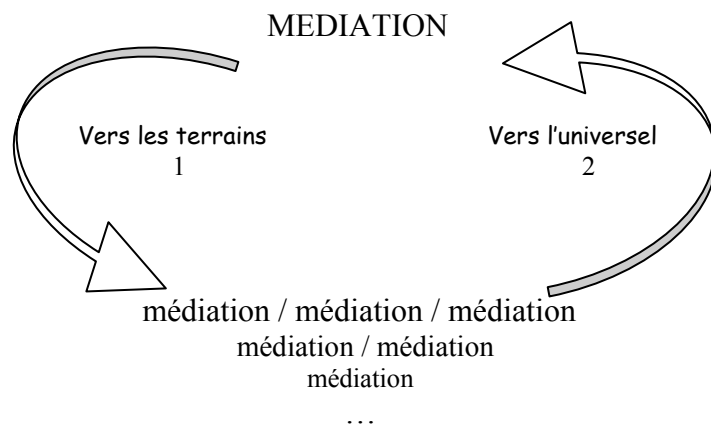 MEDIATION
Vers les terrains
1
Vers l'universel
2
médiation / médiation / médiation
médiation / médiation
médiation
…